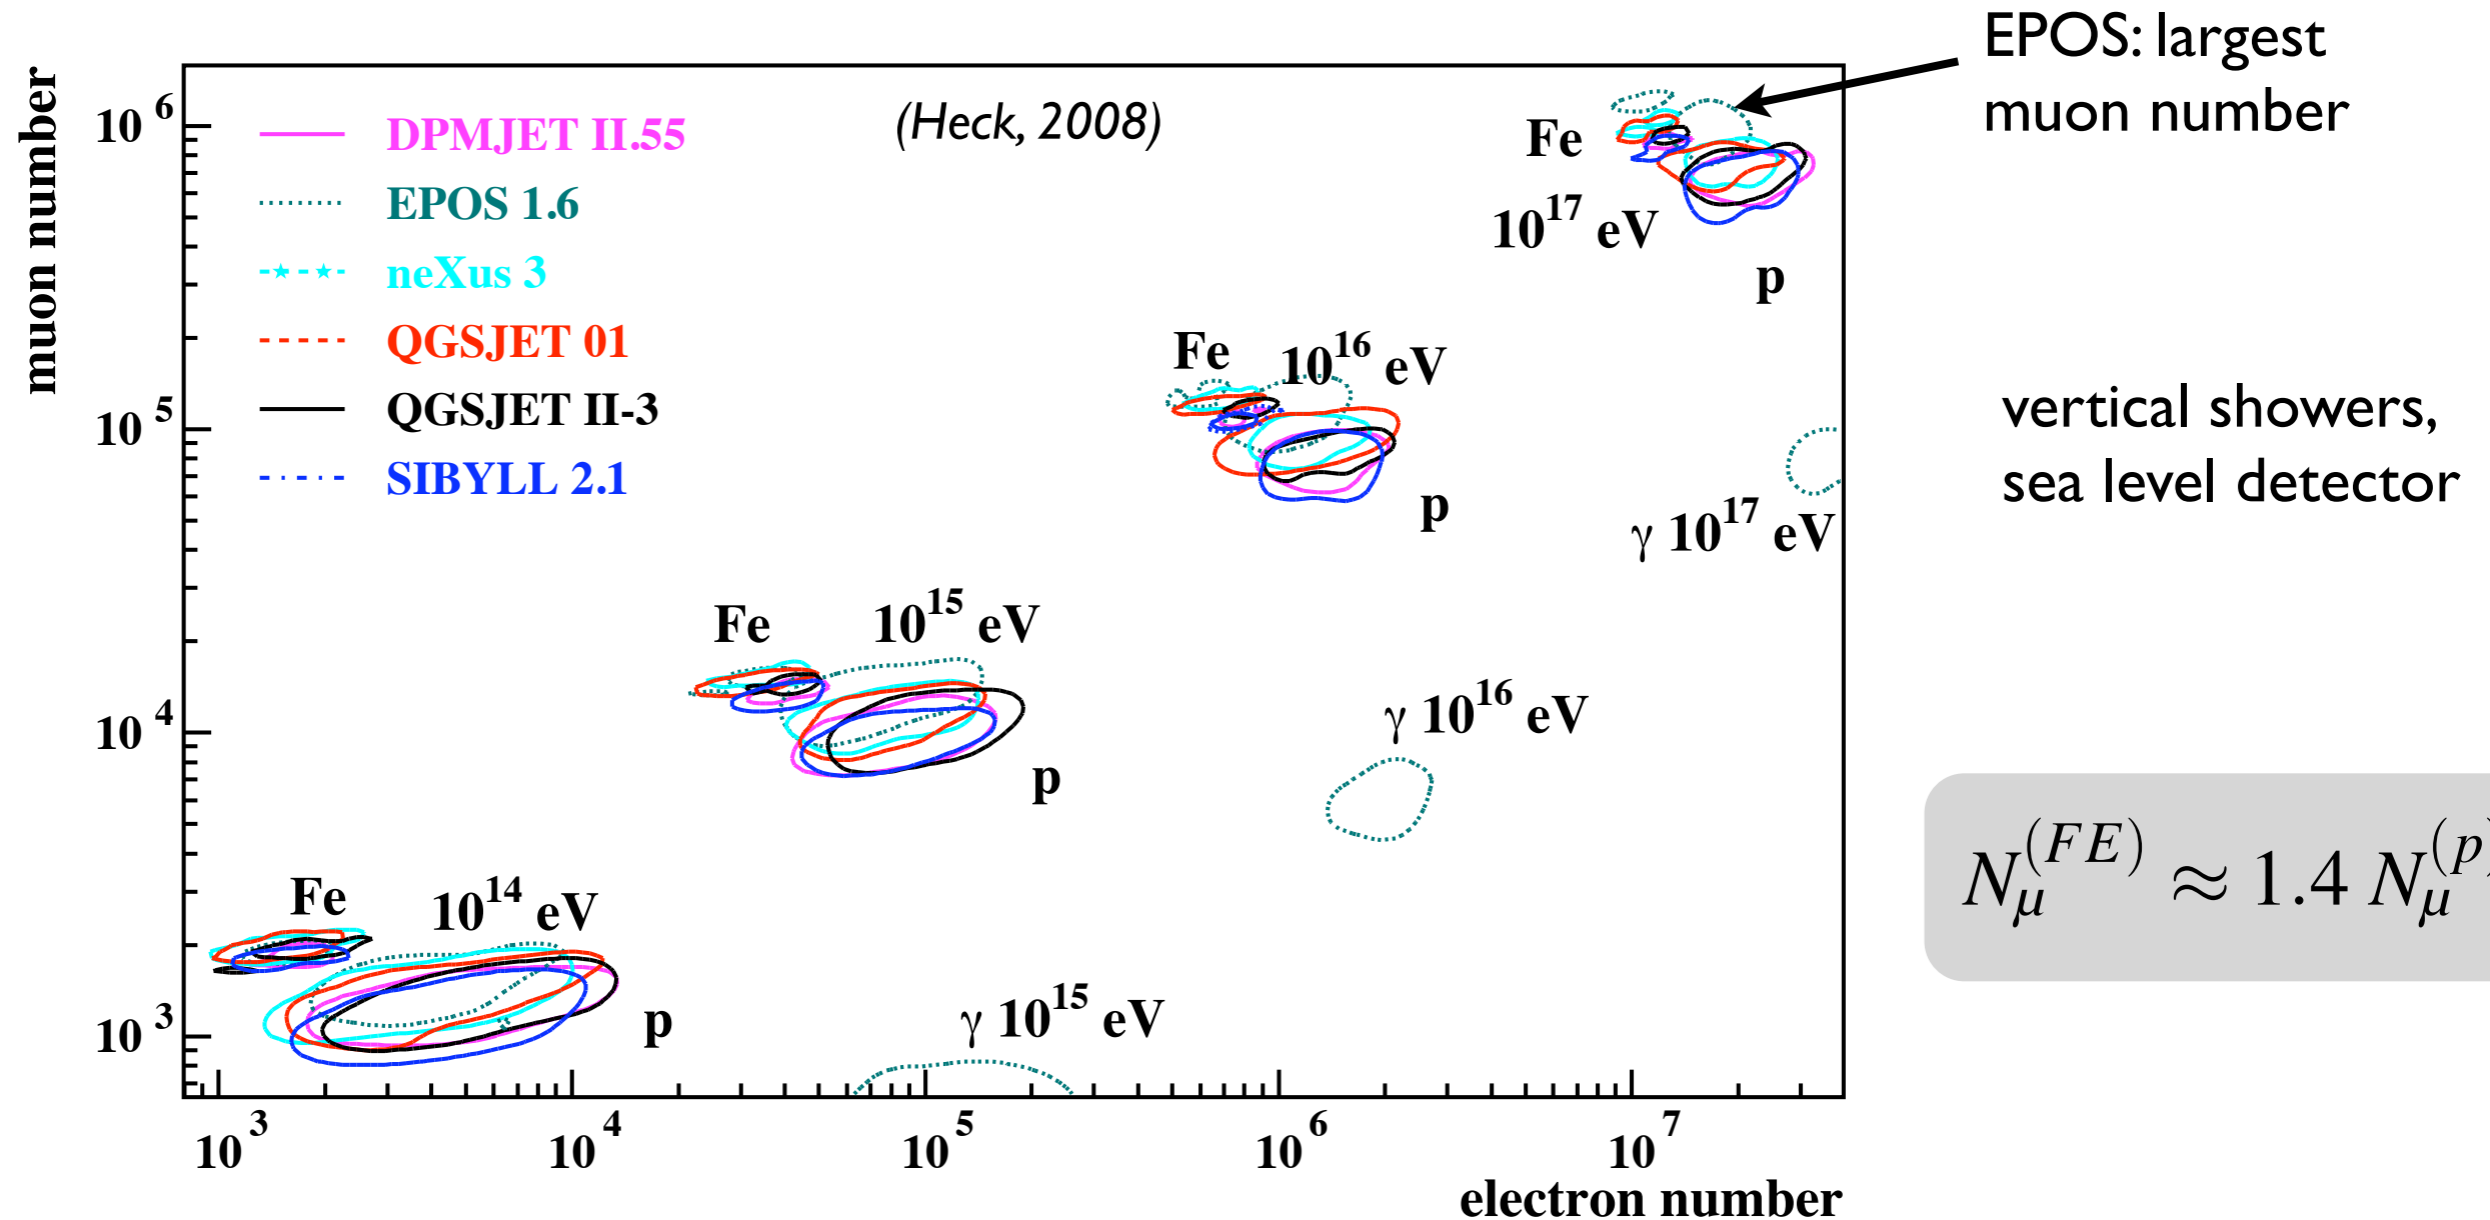 EPOS: largest
muon number
muon number
10^6
10^5
10^4
10^3
DPMJET II.55
EPOS 1.6
neXus 3
QGSJET 01
QGSJET II-3
SIBYLL 2.1
(Heck, 2008)
Fe
10^17 eV
p
Fe
10^16 eV
p
γ 10^17 eV
vertical showers,
sea level detector
Fe
10^15 eV
p
γ 10^16 eV
N_μ^(FE) ≈ 1.4 N_μ^(p)
Fe
10^14 eV
p
γ 10^15 eV
10^3
10^4
10^5
10^6
10^7
electron number